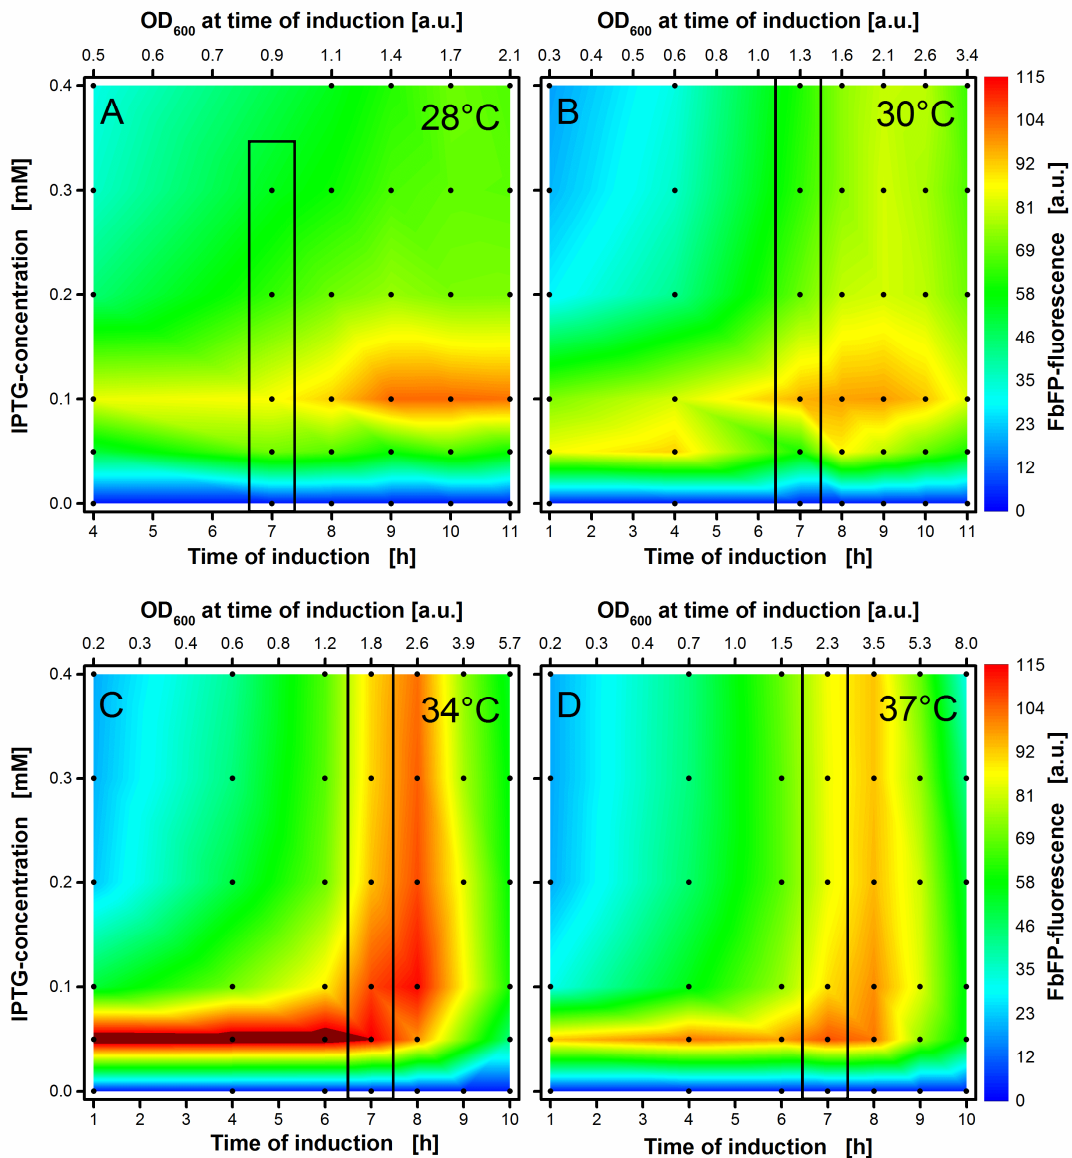 OD600 at time of induction [a.u.]
0.5 0.6 0.7 0.9 1.1 1.4 1.7 2.1
A
28°C
IPTG-concentration [mM]
0.4
0.3
0.2
0.1
0.0
4 5 6 7 8 9 10 11
Time of induction [h]
OD600 at time of induction [a.u.]
0.3 0.3 0.4 0.6 0.6 1.0 1.3 1.6 2.1 2.6 3.4
B
30°C
1 2 3 4 5 6 7 8 9 10 11
Time of induction [h]
115
104
92
81
69
58
46
35
23
12
0
FbFP-fluorescence [a.u.]
OD600 at time of induction [a.u.]
0.2 0.3 0.4 0.6 0.8 1.2 1.8 2.6 3.9 5.7
C
34°C
IPTG-concentration [mM]
0.4
0.3
0.2
0.1
0.0
1 2 3 4 5 6 7 8 9 10
Time of induction [h]
OD600 at time of induction [a.u.]
0.2 0.3 0.4 0.7 1.0 1.5 2.3 3.5 5.3 8.0
D
37°C
1 2 3 4 5 6 7 8 9 10
Time of induction [h]
115
104
92
81
69
58
46
35
23
12
0
FbFP-fluorescence [a.u.]